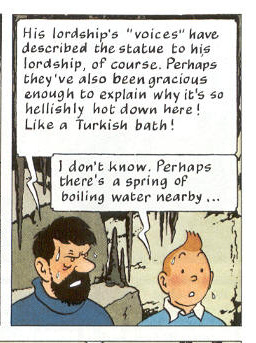 His lordship's "voices" have
described the statue to his
lordship, of course. Perhaps
they've also been gracious
enough to explain why it's so
hellishly hot down here!
Like a Turkish bath!
I don't know. Perhaps
there's a spring of
boiling water nearby...